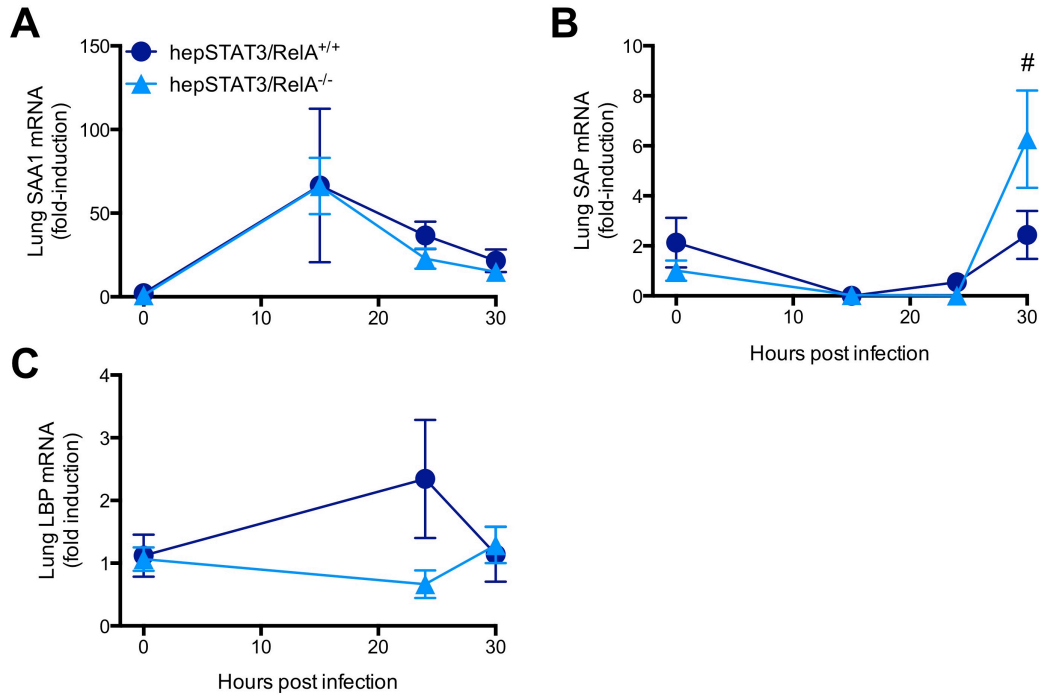 A
Lung SAA1 mRNA
(fold-induction)
150
100
50
0
hepSTAT3/RelA+/+
hepSTAT3/RelA-/-
0 20 30
B
Lung SAP mRNA
(fold-induction)
10
8
6
4
2
0
#
0 10 20 30
Hours post infection
C
Lung LBP mRNA
(fold induction)
4
3
2
1
0
0 10 20 30
Hours post infection